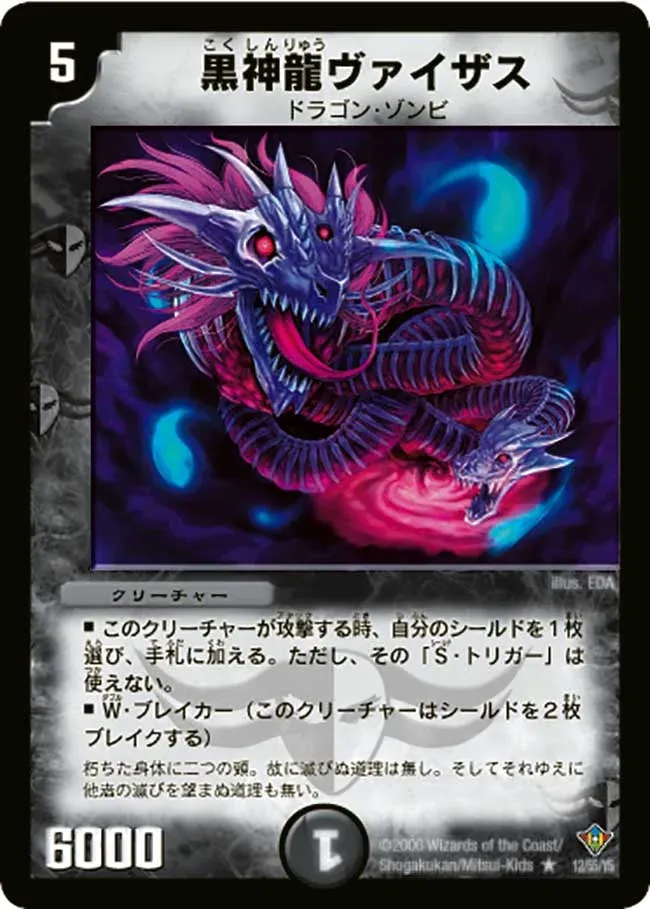 5
こくしんりゅう
黒神龍ヴァイザス
ドラゴン・ゾンビ
illus. EDA
クリーチャー
■ このクリーチャーが攻撃する時、自分のシールドを1枚
選び、手札に加える。ただし、その「S・トリガー」は
使えない。
■ W・ブレイカー(このクリーチャーはシールドを2枚
ブレイクする)
朽ちた身体に二つの頸。故に滅びぬ道理は無し。そしてそれゆえに
他者の滅びを望まぬ道理も無い。
6000
1
©2006 Wizards of the Coast/
Shogakukan/Mitsui-Kids ★ 12/55/Y5